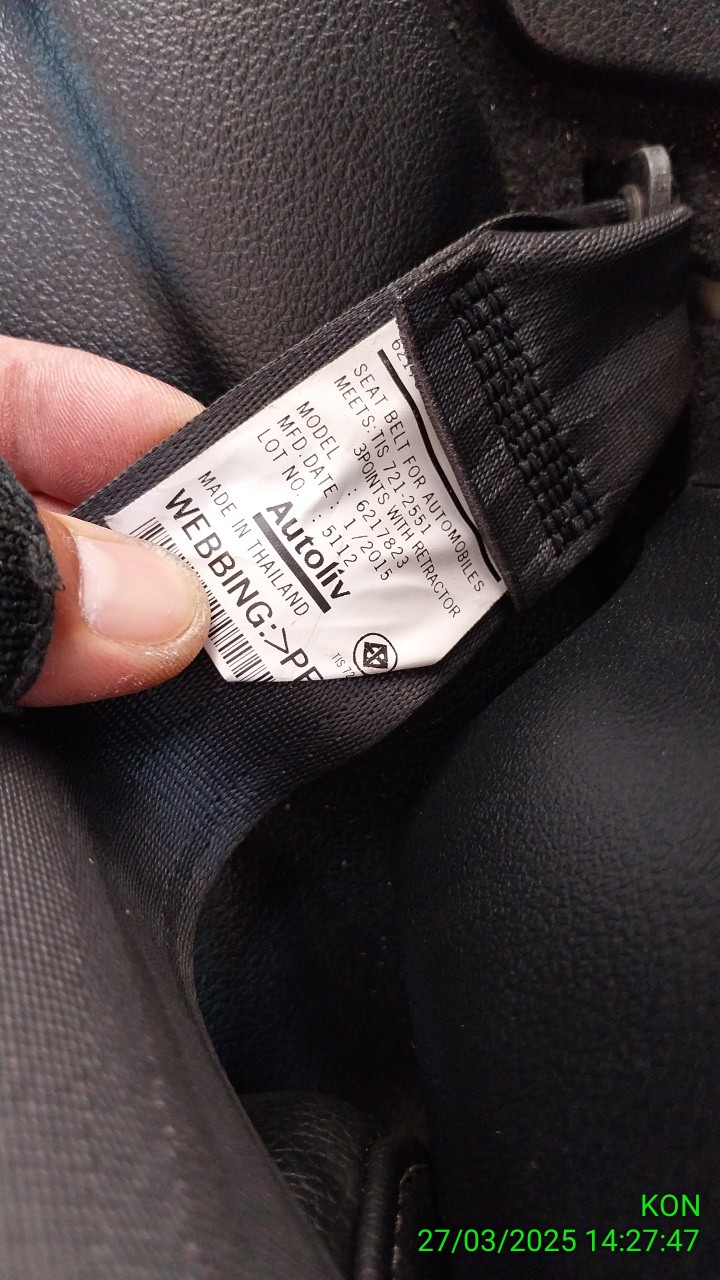 SEAT BELT FOR AUTOMOBILES
MEETS:TIS 721-2551
3POINTS WITH RETRACTOR
MODEL : 6217823
MFD.DATE : 1/2015
LOT NO. : 5112
Autoliv
MADE IN THAILAND
WEBBING:>PE
KON
27/03/2025 14:27:47